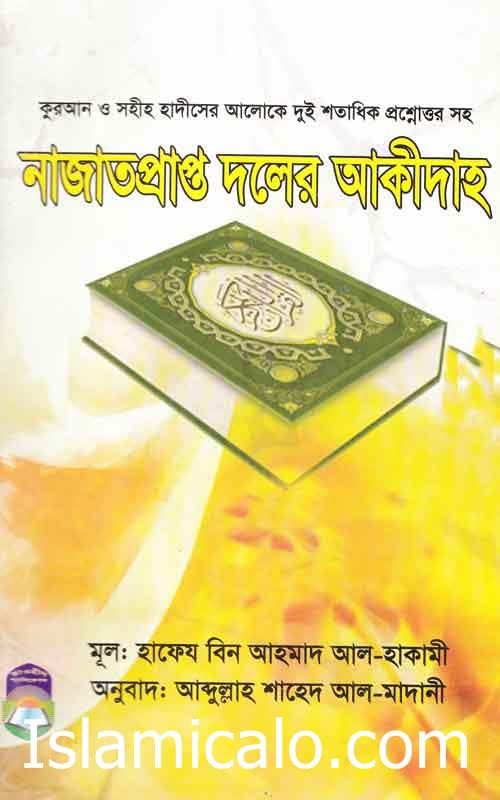 কুরআন ও সহীহ হাদীসের আলোকে দুই শতাধিক প্রশ্নোত্তর সহ
নাজাতপ্রাপ্ত দলের আকীদাহ
মূল: হাফেয বিন আহমাদ আল-হাকামী
অনুবাদ: আব্দুল্লাহ শাহেদ আল-মাদানী
Islamicalo.com